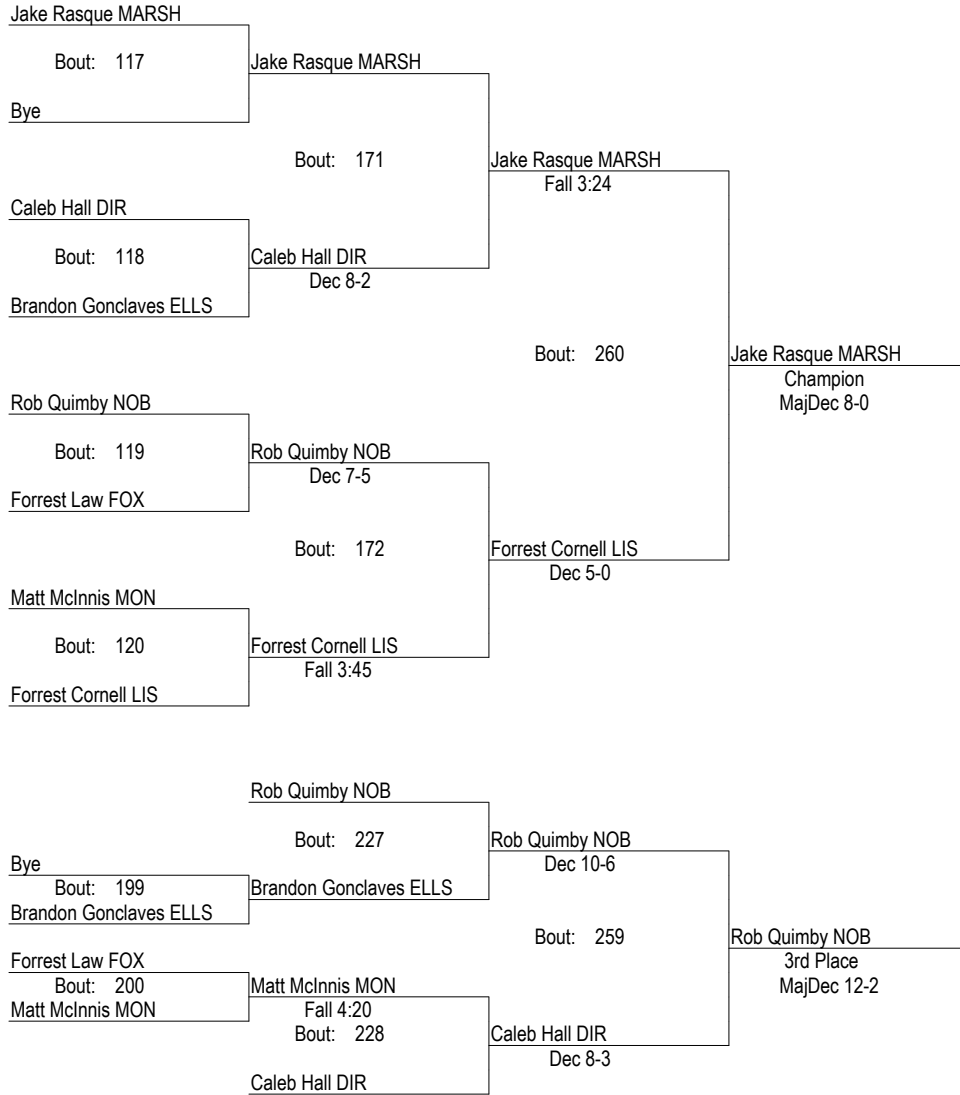 Jake Rasque MARSH
Bout: 117
Jake Rasque MARSH
Bye
Bout: 171
Jake Rasque MARSH
Fall 3:24
Caleb Hall DIR
Bout: 118
Caleb Hall DIR
Dec 8-2
Brandon Gonclaves ELLS
Bout: 260
Jake Rasque MARSH
Champion
MajDec 8-0
Rob Quimby NOB
Bout: 119
Rob Quimby NOB
Dec 7-5
Forrest Law FOX
Bout: 172
Forrest Cornell LIS
Dec 5-0
Matt McInnis MON
Bout: 120
Forrest Cornell LIS
Fall 3:45
Forrest Cornell LIS
Rob Quimby NOB
Bout: 227
Rob Quimby NOB
Dec 10-6
Bye
Bout: 199
Brandon Gonclaves ELLS
Brandon Gonclaves ELLS
Bout: 259
Rob Quimby NOB
3rd Place
MajDec 12-2
Forrest Law FOX
Bout: 200
Matt McInnis MON
Matt McInnis MON
Fall 4:20
Bout: 228
Caleb Hall DIR
Dec 8-3
Caleb Hall DIR